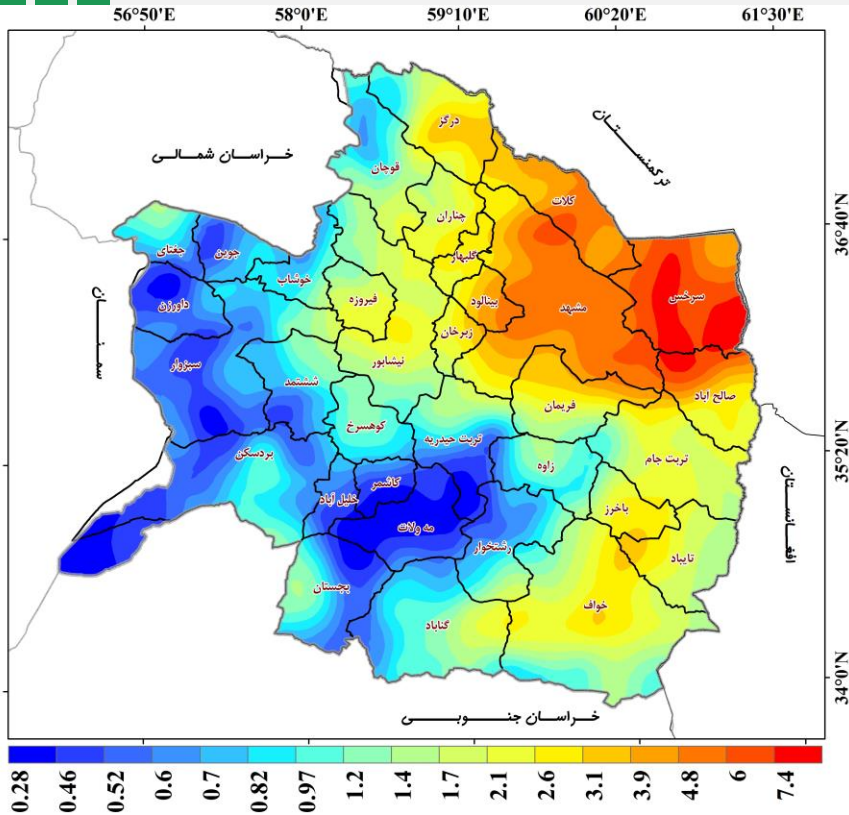 56°50'E 58°0'E 59°10'E 60°20'E 61°30'E
36°40'N
35°20'N
34°0'N
ترکمنستان
خراسان شمالی
سمنان
افغانستان
خراسان جنوبی
درگز
قوچان
کلات
چناران
گلبهار
جغتای
جوین
خوشاب
داورزن
فیروزه
بینالود
مشهد
سرخس
زبرخان
نیشابور
سبزوار
ششتمد
صالح آباد
فریمان
کوهسرخ
تربت حیدریه
بردسکن
زاوه
تربت جام
کاشمر
خلیل آباد
باخرز
مه ولات
رشتخوار
تایباد
بجستان
خواف
گناباد
0.28 0.46 0.52 0.6 0.7 0.82 0.97 1.2 1.4 1.7 2.1 2.6 3.1 3.9 4.8 6 7.4